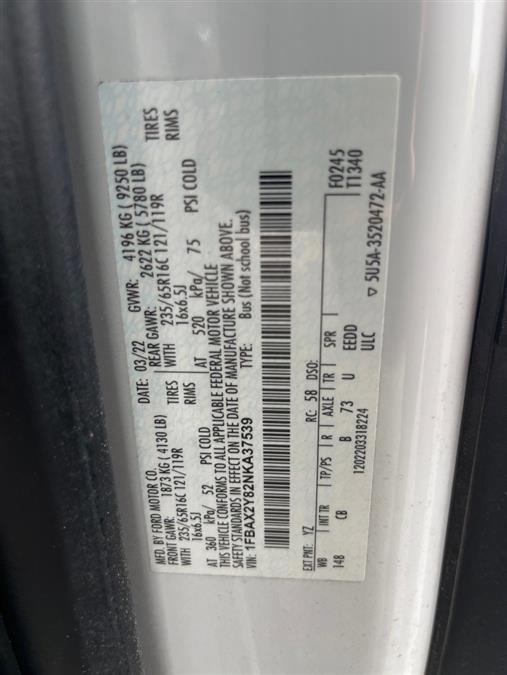 MFD. BY FORD MOTOR CO.
DATE: 03/22 GVWR: 4196 KG ( 9250 LB)
FRONT GAWR: 1873 KG ( 4130 LB) REAR GAWR: 2622 KG ( 5780 LB)
WITH 235/65R16C 121/119R TIRES WITH 235/65R16C 121/119R TIRES
16x6.5J RIMS 16x6.5J RIMS
AT 360 kPa/ 52 PSI COLD AT 520 kPa/ 75 PSI COLD
THIS VEHICLE CONFORMS TO ALL APPLICABLE FEDERAL MOTOR VEHICLE
SAFETY STANDARDS IN EFFECT ON THE DATE OF MANUFACTURE SHOWN ABOVE.
VIN: 1FBAX2Y82NKA37539 TYPE: Bus (Not school bus)
EXT PNT: YZ RC: 58 DSO: F0245
WB INT TR TP/PS R AXLE TR SPR T1340
148 CB B 73 U EEDD
ULC
1202203318224 ▽ 5U5A-3520472-AA